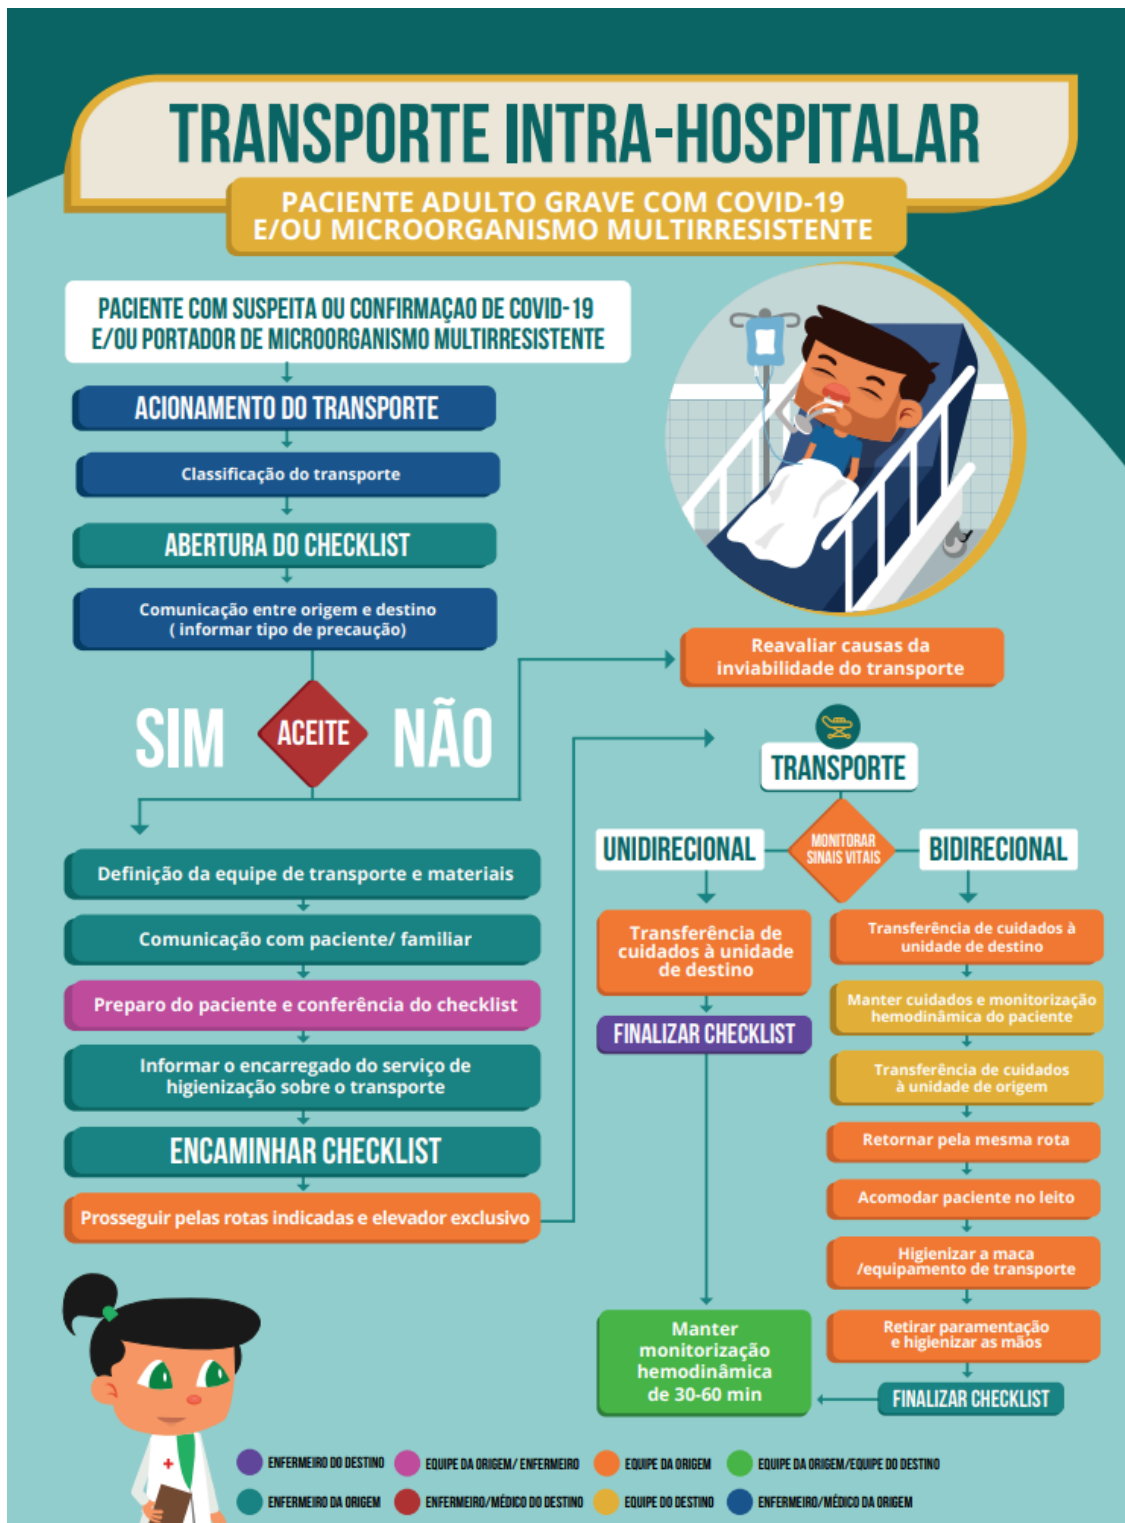 TRANSPORTE INTRA-HOSPITALAR
PACIENTE ADULTO GRAVE COM COVID-19
E/OU MICROORGANISMO MULTIRRESISTENTE
PACIENTE COM SUSPEITA OU CONFIRMAÇAO DE COVID-19
E/OU PORTADOR DE MICROORGANISMO MULTIRRESISTENTE
ACIONAMENTO DO TRANSPORTE
Classificação do transporte
ABERTURA DO CHECKLIST
Comunicação entre origem e destino
( informar tipo de precaução)
SIM
ACEITE
NÃO
Reavaliar causas da
inviabilidade do transporte
Definição da equipe de transporte e materiais
Comunicação com paciente/ familiar
Preparo do paciente e conferência do checklist
Informar o encarregado do serviço de
higienização sobre o transporte
ENCAMINHAR CHECKLIST
Prosseguir pelas rotas indicadas e elevador exclusivo
TRANSPORTE
UNIDIRECIONAL
MONITORAR
SINAIS VITAIS
BIDIRECIONAL
Transferência de
cuidados à unidade
de destino
FINALIZAR CHECKLIST
Transferência de cuidados à
unidade de destino
Manter cuidados e monitorização
hemodinâmica do paciente
Transferência de cuidados
à unidade de origem
Retornar pela mesma rota
Acomodar paciente no leito
Higienizar a maca
/equipamento de transporte
Retirar paramentação
e higienizar as mãos
FINALIZAR CHECKLIST
Manter
monitorização
hemodinâmica
de 30-60 min
ENFERMEIRO DO DESTINO
EQUIPE DA ORIGEM/ ENFERMEIRO
EQUIPE DA ORIGEM
EQUIPE DA ORIGEM/EQUIPE DO DESTINO
ENFERMEIRO DA ORIGEM
ENFERMEIRO/MÉDICO DO DESTINO
EQUIPE DO DESTINO
ENFERMEIRO/MÉDICO DA ORIGEM